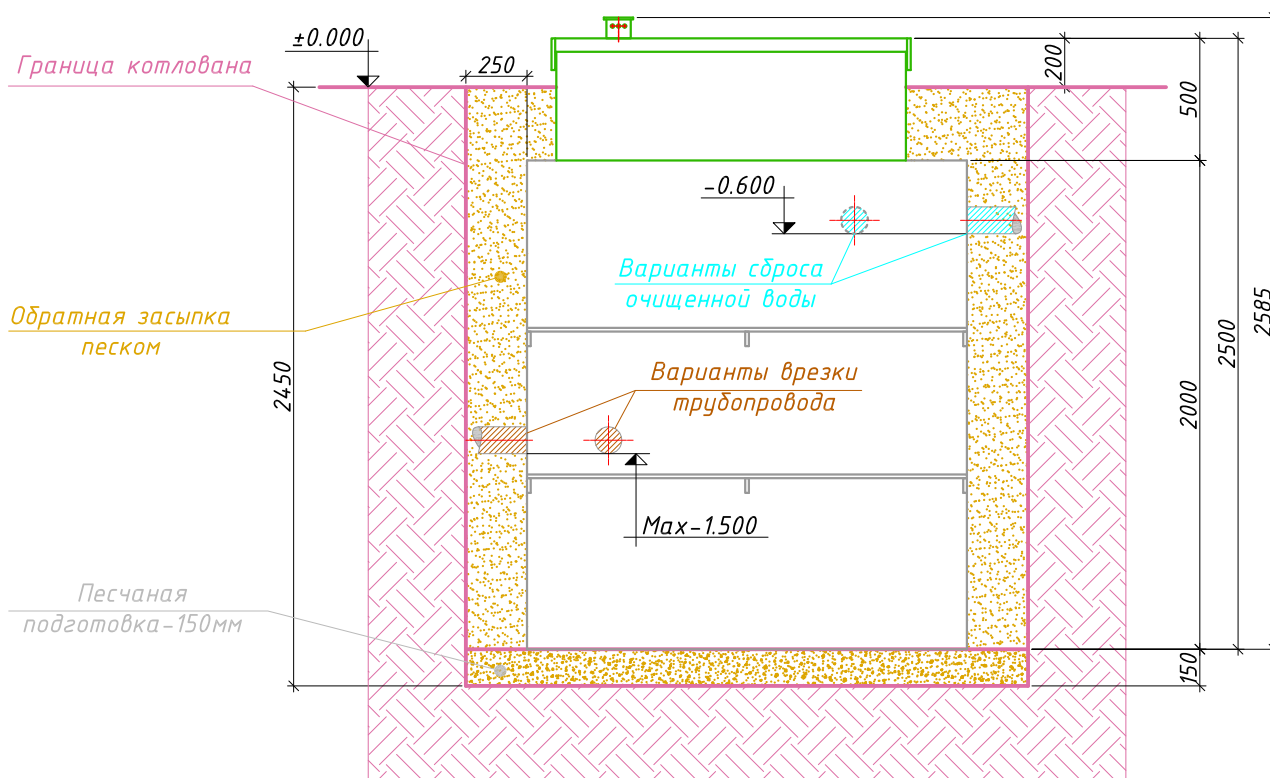 ±0.000
Граница котлована
250
200
500
-0.600
Варианты сброса
очищенной воды
Обратная засыпка
песком
2585
2500
2450
2000
Варианты врезки
трубопровода
Max-1.500
Песчаная
подготовка-150мм
150